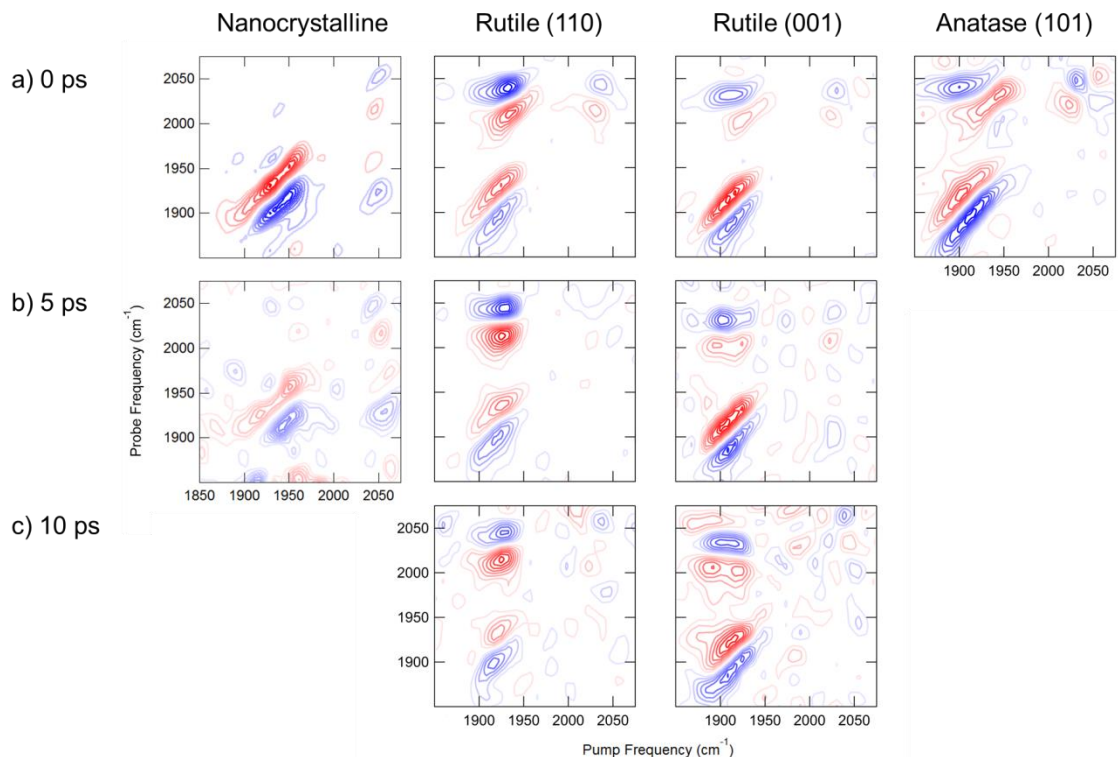 Nanocrystalline Rutile (110) Rutile (001) Anatase (101)
a) 0 ps
2050
2000
1950
1900
1900 1950 2000 2050
b) 5 ps
2050
2000
1950
1900
1850 1900 1950 2000 2050
Probe Frequency (cm-1)
c) 10 ps
2050
2000
1950
1900
1900 1950 2000 2050 1900 1950 2000 2050
Pump Frequency (cm-1)